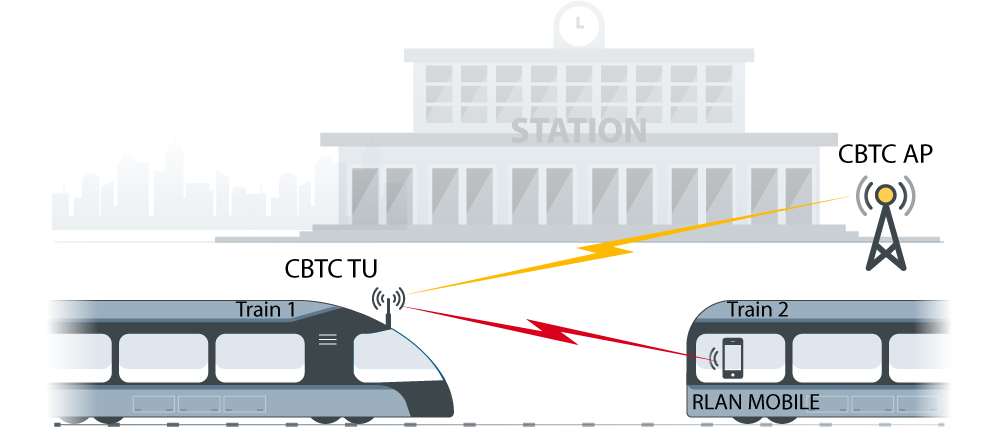 STATION
CBTC AP
CBTC TU
Train 1
Train 2
RLAN MOBILE